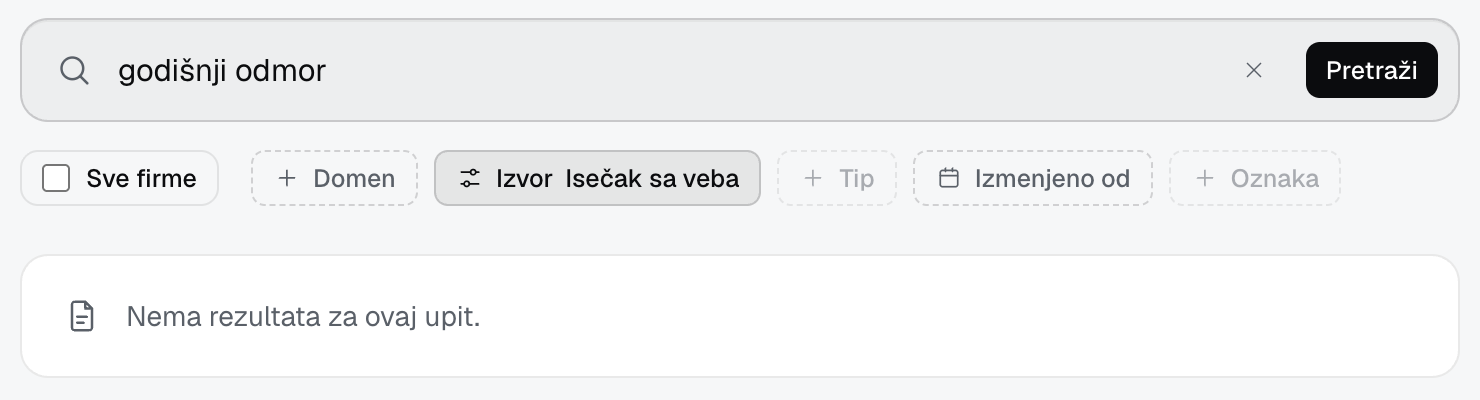 godišnji odmor
Pretraži
Sve firme
Domen
Izvor Isečak sa veba
Tip
Izmenjeno od
Oznaka
Nema rezultata za ovaj upit.